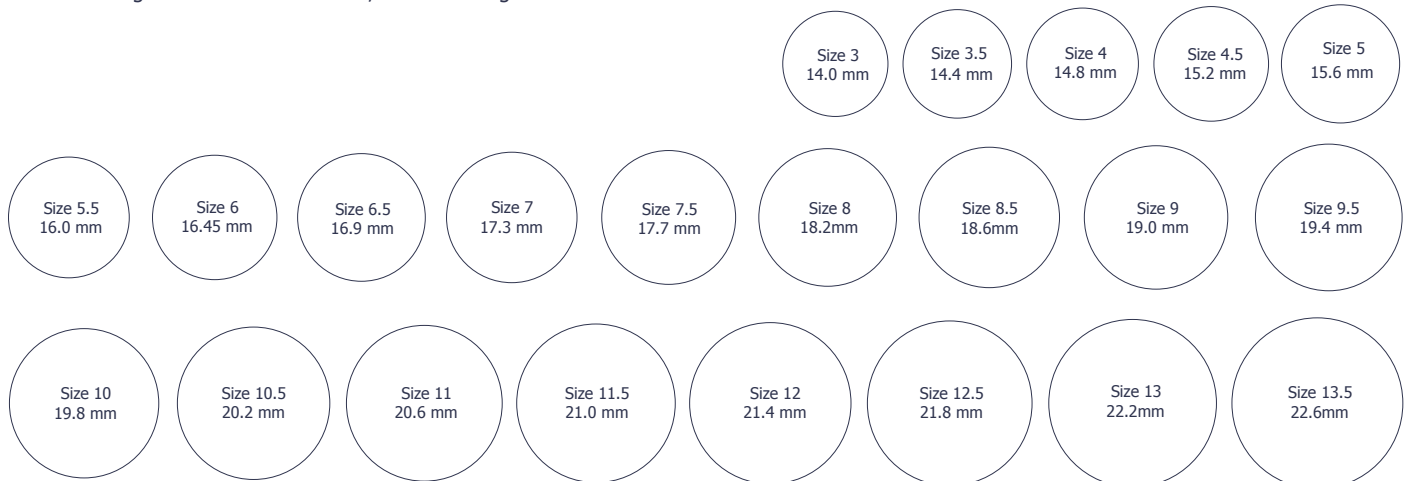 Size 3
14.0 mm
Size 3.5
14.4 mm
Size 4
14.8 mm
Size 4.5
15.2 mm
Size 5
15.6 mm
Size 5.5
16.0 mm
Size 6
16.45 mm
Size 6.5
16.9 mm
Size 7
17.3 mm
Size 7.5
17.7 mm
Size 8
18.2mm
Size 8.5
18.6mm
Size 9
19.0 mm
Size 9.5
19.4 mm
Size 10
19.8 mm
Size 10.5
20.2 mm
Size 11
20.6 mm
Size 11.5
21.0 mm
Size 12
21.4 mm
Size 12.5
21.8 mm
Size 13
22.2mm
Size 13.5
22.6mm